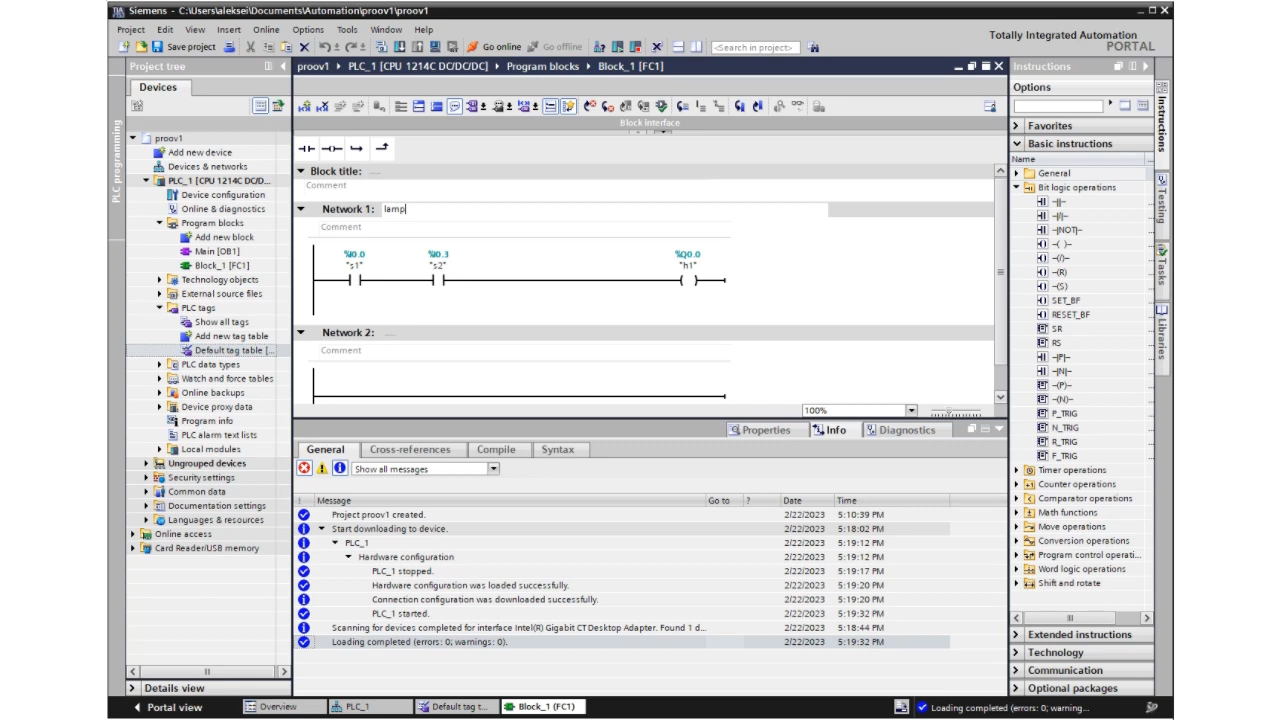 Siemens - C:\Users\aleksei\Documents\Automation\proov1\proov1
Project Edit View Insert Online Options Tools Window Help
Totally Integrated Automation
PORTAL
Save project
Go online
Go offline
<Search in project>
Project tree
proov1 PLC_1 [CPU 1214C DC/DC/DC] Program blocks Block_1 [FC1]
Instructions
Devices
Options
PLC programming
Block interface
proov1
Add new device
Devices & networks
PLC_1 [CPU 1214C DC/D...
Device configuration
Online & diagnostics
Program blocks
Add new block
Main [OB1]
Block_1 [FC1]
Technology objects
External source files
PLC tags
Show all tags
Add new tag table
Default tag table [...
PLC data types
Watch and force tables
Online backups
Device proxy data
Program info
PLC alarm text lists
Local modules
Ungrouped devices
Security settings
Common data
Documentation settings
Languages & resources
Online access
Card Reader/USB memory
Details view
Block title: .....
Comment
Network 1: lamp
Comment
%I0.0 %I0.3 %Q0.0
"s1" "s2" "h1"
Network 2: .....
Comment
100%
Properties Info Diagnostics
General Cross-references Compile Syntax
Show all messages
! Message Go to ? Date Time
Project proov1 created. 2/22/2023 5:10:39 PM
Start downloading to device. 2/22/2023 5:18:02 PM
PLC_1 2/22/2023 5:19:12 PM
Hardware configuration 2/22/2023 5:19:12 PM
PLC_1 stopped. 2/22/2023 5:19:17 PM
Hardware configuration was loaded successfully. 2/22/2023 5:19:20 PM
Connection configuration was downloaded successfully. 2/22/2023 5:19:20 PM
PLC_1 started. 2/22/2023 5:19:32 PM
Scanning for devices completed for interface Intel(R) Gigabit CT Desktop Adapter. Found 1 d... 2/22/2023 5:18:44 PM
Loading completed (errors: 0; warnings: 0). 2/22/2023 5:19:32 PM
Favorites
Basic instructions
Name
General
Bit logic operations
-||-
-|/|-
-|NOT|-
-( )-
-(/)-
-(R)
-(S)
SET_BF
RESET_BF
SR
RS
-|P|-
-|N|-
-(P)-
-(N)-
P_TRIG
N_TRIG
R_TRIG
F_TRIG
Timer operations
Counter operations
Comparator operations
Math functions
Move operations
Conversion operations
Program control operati...
Word logic operations
Shift and rotate
Extended instructions
Technology
Communication
Optional packages
Instructions
Testing
Tasks
Libraries
Portal view
Overview
PLC_1
Default tag t...
Block_1 (FC1)
Loading completed (errors: 0; warning...